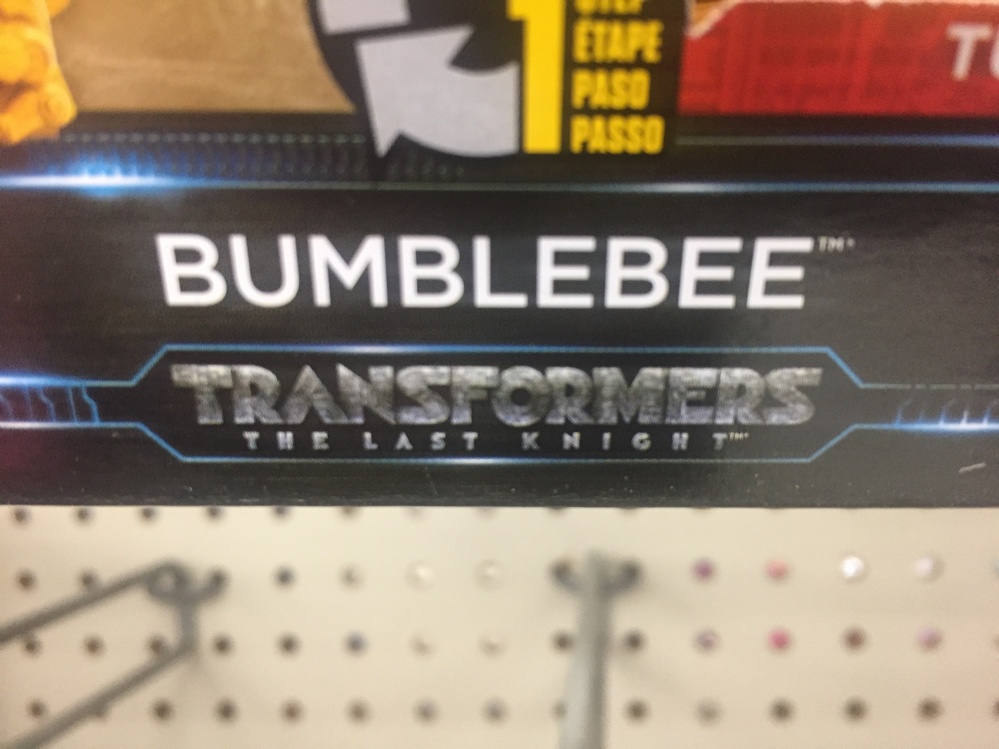 1
ÉTAPE
PASO
PASSO
BUMBLEBEE™
TRANSFORMERS
THE LAST KNIGHT™